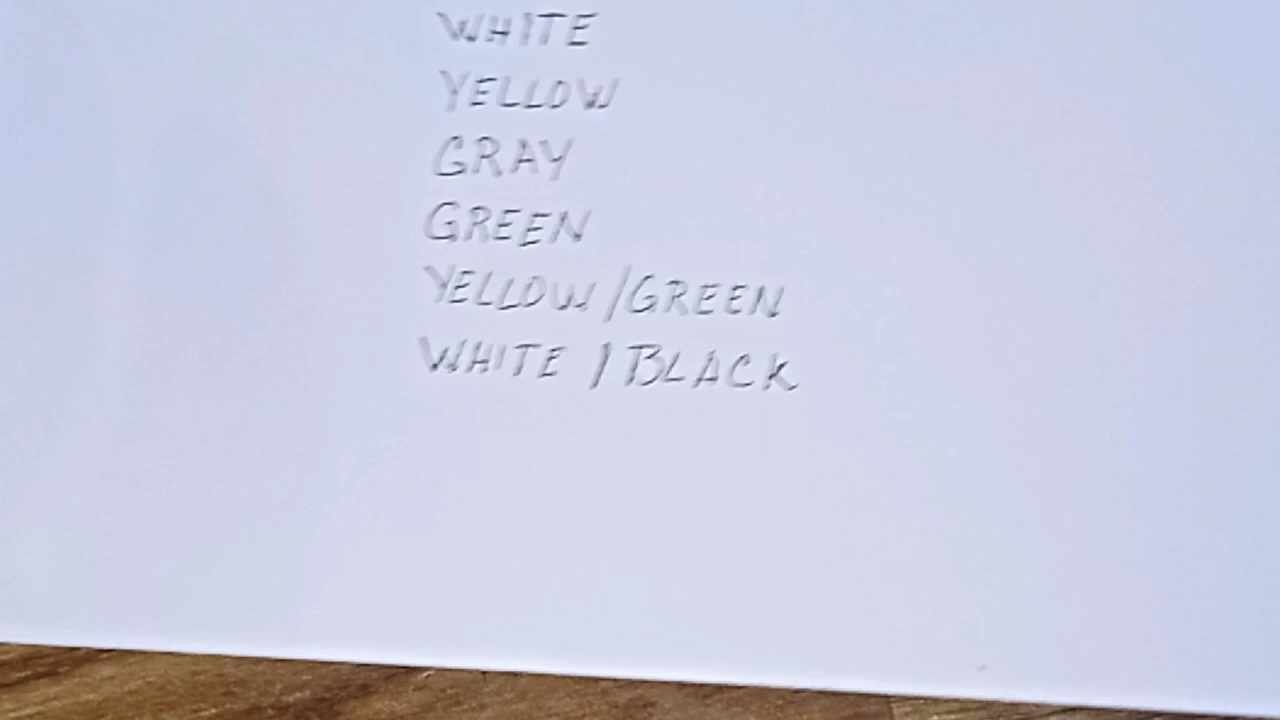 WHITE
YELLOW
GRAY
GREEN
YELLOW/GREEN
WHITE/BLACK